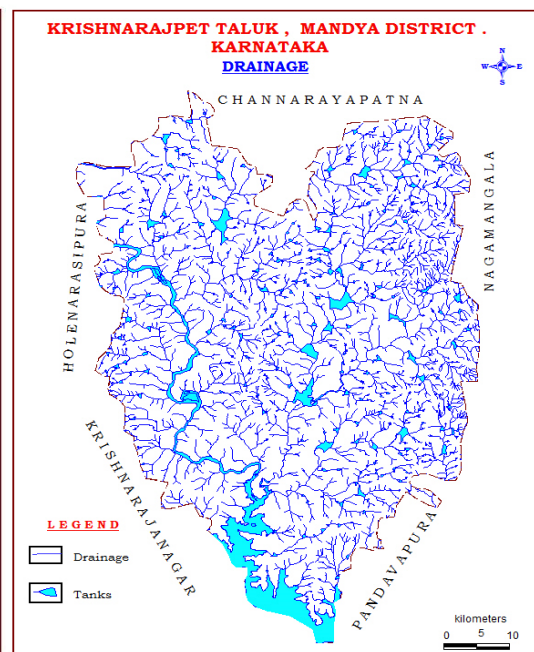 KRISHNARAJPET TALUK , MANDYA DISTRICT .
KARNATAKA
DRAINAGE
N
W E
S
CHANNARAYAPATNA
HOLENARASIPURA
NAGAMANGALA
KRISHNARAJANAGAR
PANDAVAPURA
LEGEND
Drainage
Tanks
kilometers
0 5 10